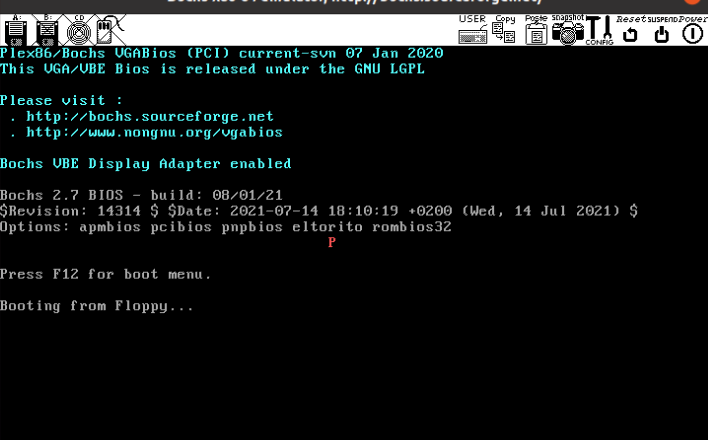 A: B: CD USER Copy Paste snapshot CONFIG Reset SUSPEND Power
Plex86/Bochs VGABios (PCI) current-svn 07 Jan 2020
This VGA/VBE Bios is released under the GNU LGPL
Please visit :
. http://bochs.sourceforge.net
. http://www.nongnu.org/vgabios
Bochs VBE Display Adapter enabled
Bochs 2.7 BIOS - build: 08/01/21
$Revision: 14314 $ $Date: 2021-07-14 18:10:19 +0200 (Wed, 14 Jul 2021) $
Options: apmbios pcibios pnpbios eltorito rombios32
P
Press F12 for boot menu.
Booting from Floppy...